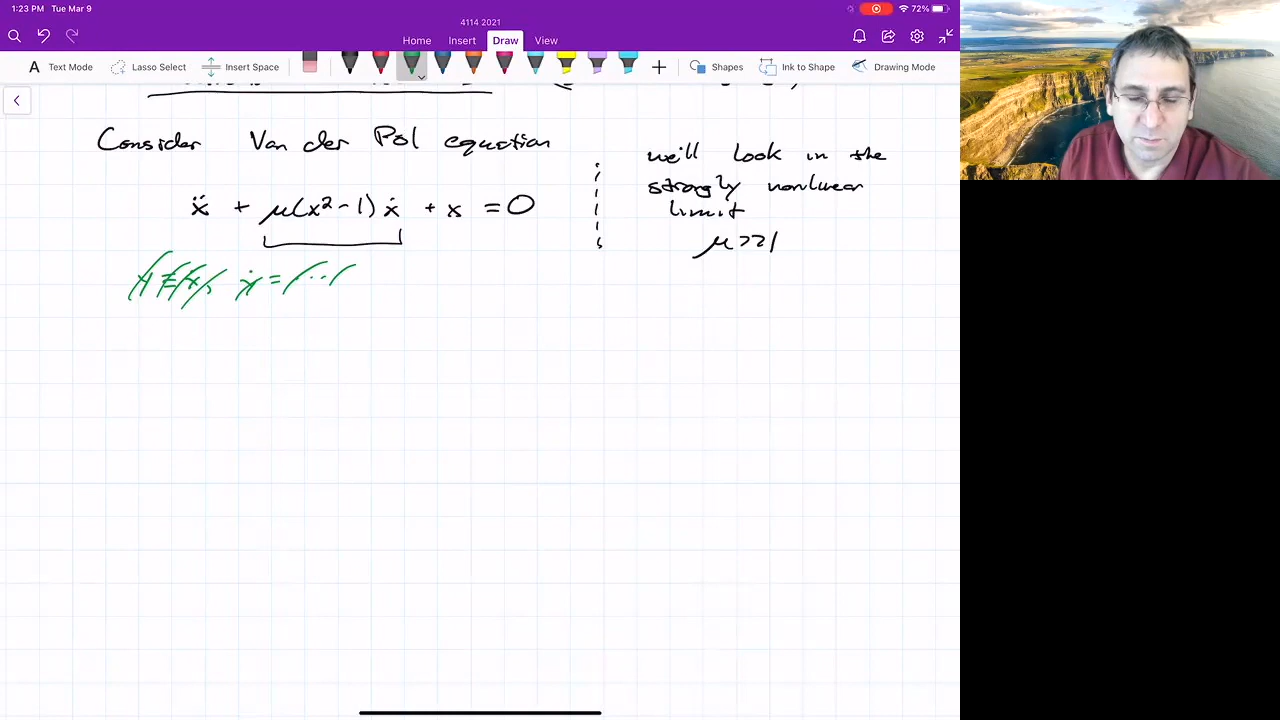 1:23 PM Tue Mar 9
72%
4114 2021
Home Insert Draw View
Text Mode Lasso Select Insert Space Shapes Ink to Shape Drawing Mode
Consider Van der Pol equation
ẍ + μ(x² - 1) ẋ + x = 0
we'll look in the
strongly nonlinear
limit
μ >> 1